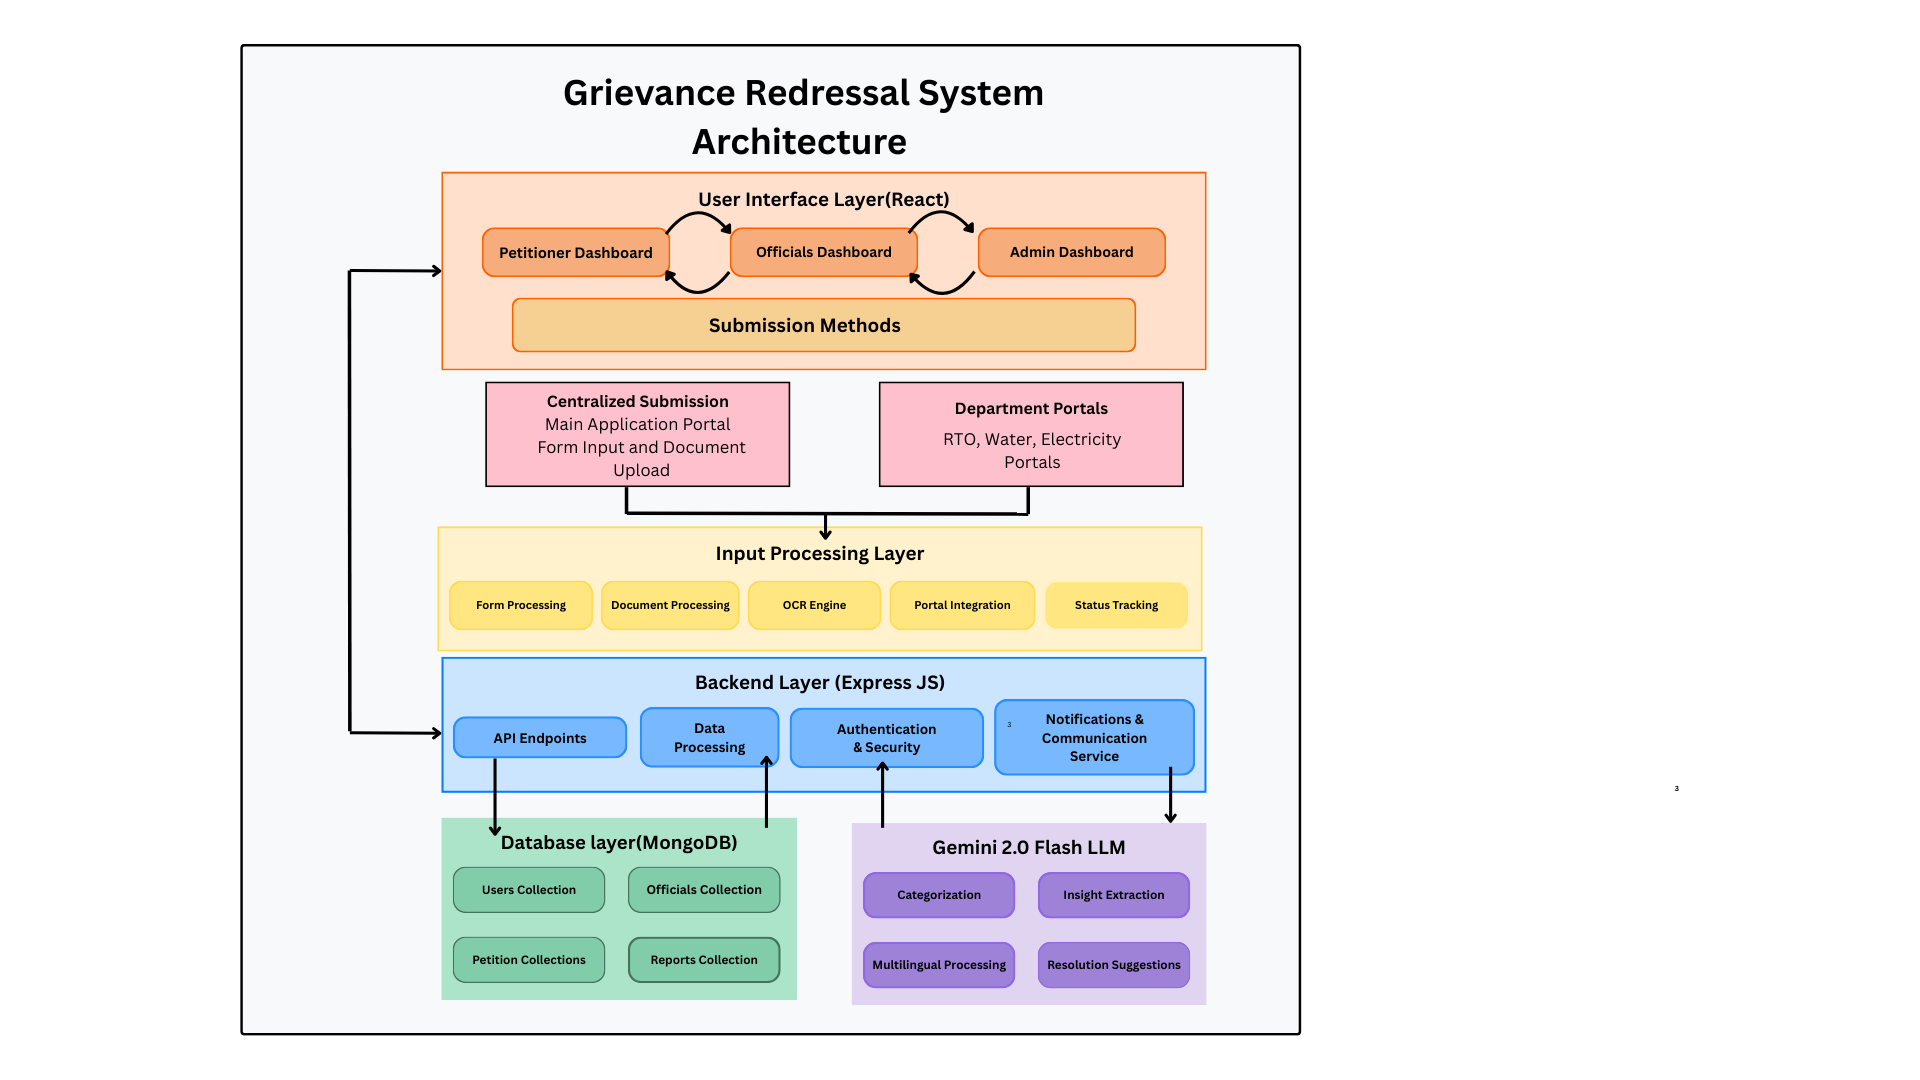 Grievance Redressal System
Architecture
User Interface Layer(React)
Petitioner Dashboard
Officials Dashboard
Admin Dashboard
Submission Methods
Centralized Submission
Main Application Portal
Form Input and Document
Upload
Department Portals
RTO, Water, Electricity
Portals
Input Processing Layer
Form Processing
Document Processing
OCR Engine
Portal Integration
Status Tracking
Backend Layer (Express JS)
API Endpoints
Data
Processing
Authentication
& Security
3
Notifications &
Communication
Service
3
Database layer(MongoDB)
Users Collection
Officials Collection
Petition Collections
Reports Collection
Gemini 2.0 Flash LLM
Categorization
Insight Extraction
Multilingual Processing
Resolution Suggestions